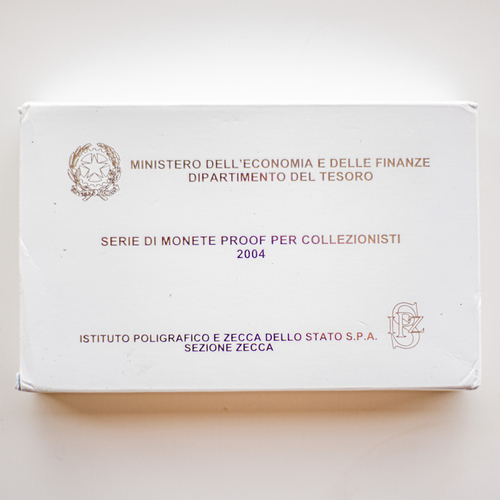 MINISTERO DELL'ECONOMIA E DELLE FINANZE
DIPARTIMENTO DEL TESORO
SERIE DI MONETE PROOF PER COLLEZIONISTI
2004
ISTITUTO POLIGRAFICO E ZECCA DELLO STATO S.P.A.
SEZIONE ZECCA